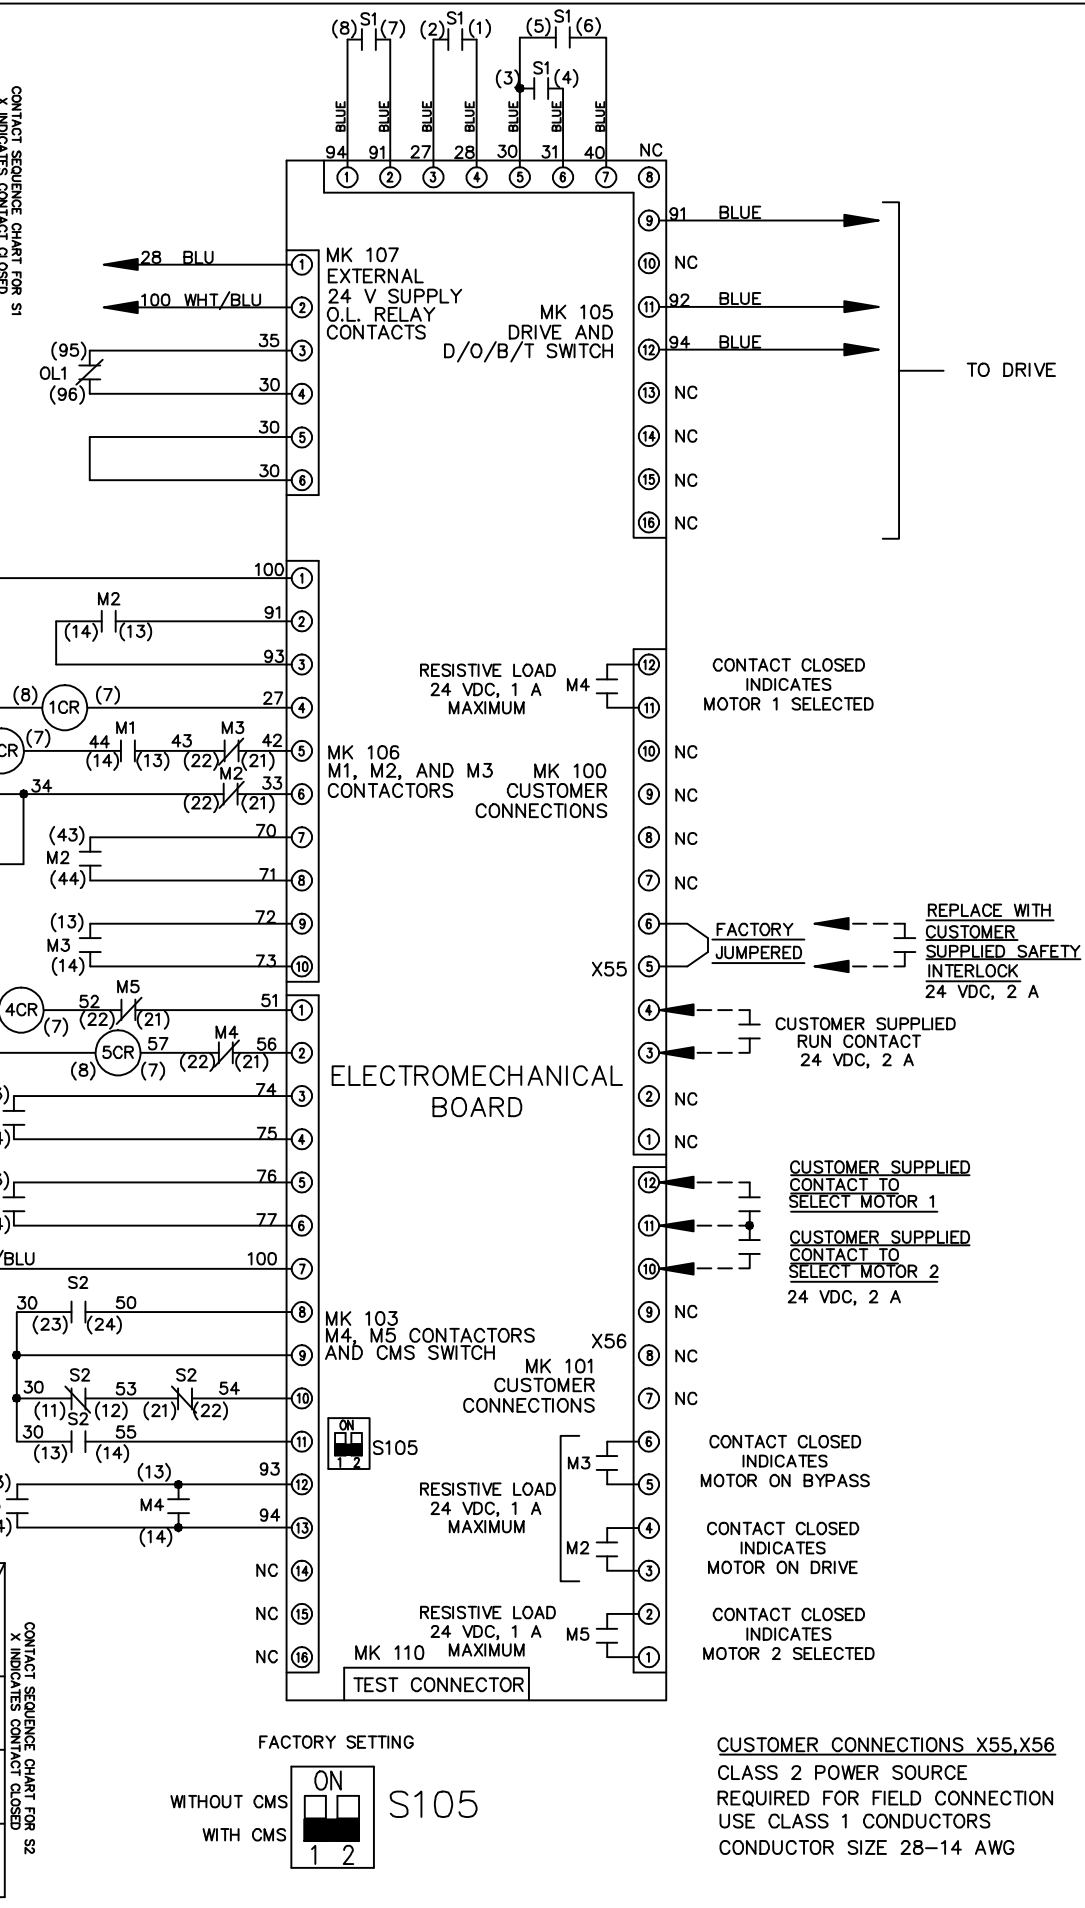 (8) S1 (7) (2) S1 (1) (5) S1 (6)
(3) S1 (4)
BLUE BLUE BLUE BLUE BLUE BLUE BLUE
94 91 27 28 30 31 40 NC
1 2 3 4 5 6 7 8
CONTACT SEQUENCE CHART FOR S1
X INDICATES CONTACT CLOSED
9 91 BLUE
10 NC
11 92 BLUE
12 94 BLUE
13 NC
14 NC
15 NC
16 NC
TO DRIVE
MK 105
DRIVE AND
D/O/B/T SWITCH
28 BLU 1
100 WHT/BLU 2
(95) 35 3
OL1
(96) 30 4
30 5
30 6
MK 107
EXTERNAL
24 V SUPPLY
O.L. RELAY
CONTACTS
100 1
M2 91 2
(14) (13)
93 3
(8) 1CR (7) 27 4
CR (7) 44 M1 43 M3 42 5
(14) (13) (22) (21)
34 M2 33 6
(22) (21)
(43) 70 7
M2
(44) 71 8
(13) 72 9
M3
(14) 73 10
MK 106
M1, M2, AND M3
CONTACTORS
MK 100
CUSTOMER
CONNECTIONS
RESISTIVE LOAD
24 VDC, 1 A
MAXIMUM
M4
12
11
CONTACT CLOSED
INDICATES
MOTOR 1 SELECTED
10 NC
9 NC
8 NC
7 NC
6
X55 5
FACTORY
JUMPERED
REPLACE WITH
CUSTOMER
SUPPLIED SAFETY
INTERLOCK
24 VDC, 2 A
4
3
CUSTOMER SUPPLIED
RUN CONTACT
24 VDC, 2 A
2 NC
1 NC
4CR (7) 52 M5 51 1
(22) (21)
5CR 57 M4 56 2
(8) (7) (22) (21)
74 3
75 4
76 5
77 6
/BLU 100 7
ELECTROMECHANICAL
BOARD
12
11
10
CUSTOMER SUPPLIED
CONTACT TO
SELECT MOTOR 1
CUSTOMER SUPPLIED
CONTACT TO
SELECT MOTOR 2
24 VDC, 2 A
S2
30 50 8
(23) (24)
9
30 S2 53 S2 54 10
(11) (12) (21) (22)
30 S2 55 11
(13) (14)
(13) 93 12
M4
(14) 94 13
NC 14
NC 15
NC 16
MK 103
M4, M5 CONTACTORS
AND CMS SWITCH
ON
1 2
S105
X56
MK 101
CUSTOMER
CONNECTIONS
9 NC
8 NC
7 NC
RESISTIVE LOAD
24 VDC, 1 A
MAXIMUM
M3
6
5
CONTACT CLOSED
INDICATES
MOTOR ON BYPASS
M2
4
3
CONTACT CLOSED
INDICATES
MOTOR ON DRIVE
RESISTIVE LOAD
24 VDC, 1 A
MAXIMUM
M5
2
1
CONTACT CLOSED
INDICATES
MOTOR 2 SELECTED
MK 110
TEST CONNECTOR
CONTACT SEQUENCE CHART FOR S2
X INDICATES CONTACT CLOSED
FACTORY SETTING
WITHOUT CMS
WITH CMS
ON
1 2
S105
CUSTOMER CONNECTIONS X55,X56
CLASS 2 POWER SOURCE
REQUIRED FOR FIELD CONNECTION
USE CLASS 1 CONDUCTORS
CONDUCTOR SIZE 28–14 AWG